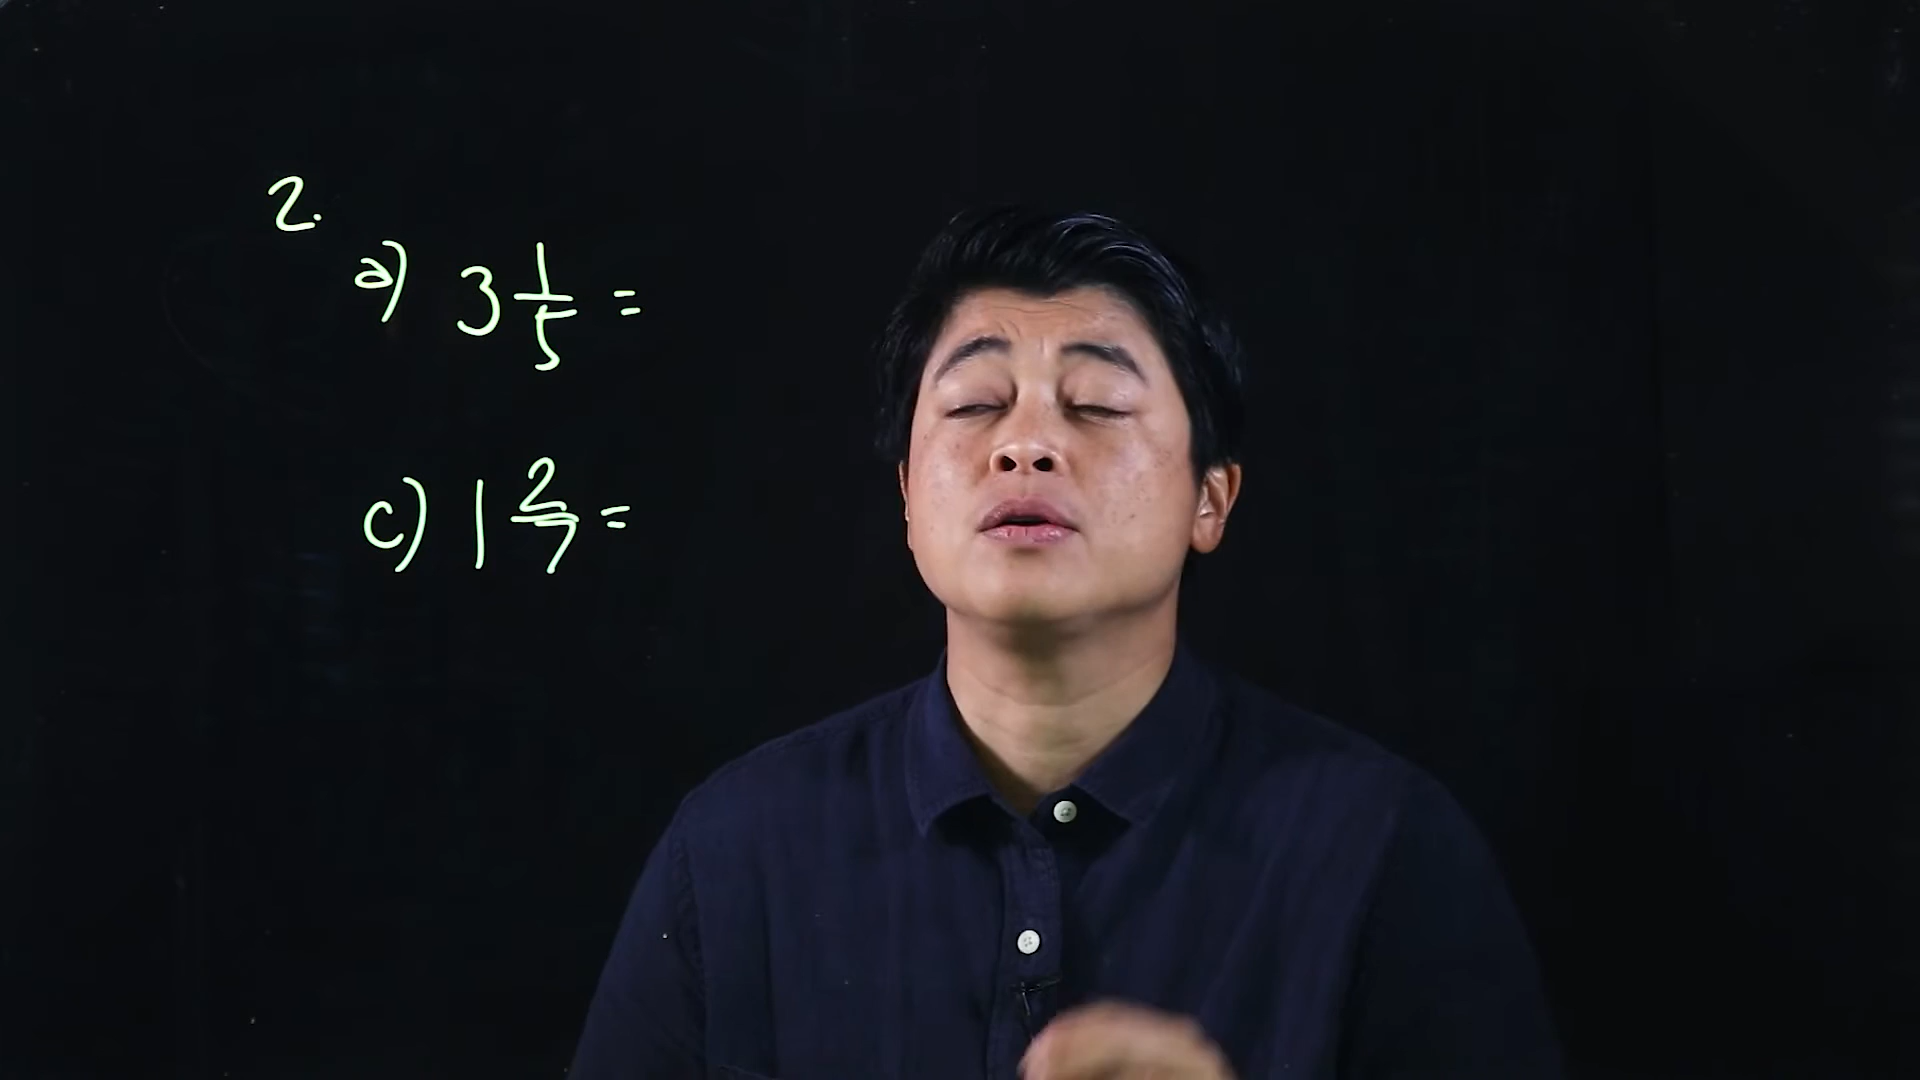 2.
a) 3 1/5 =
c) 1 2/7 =